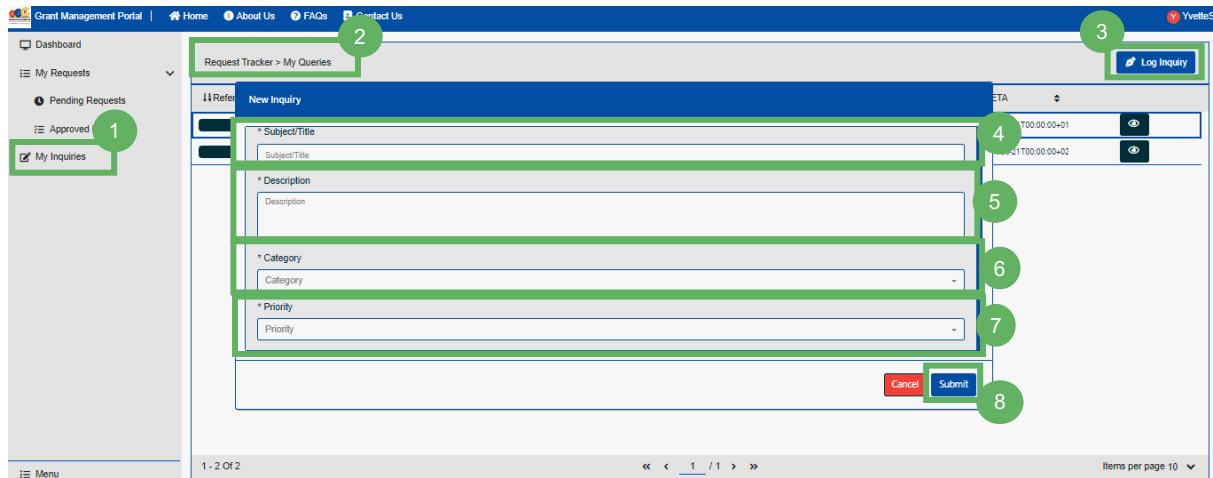 Grant Management Portal | Home About Us FAQs Contact Us Y YvetteS
2 3
Dashboard
Request Tracker > My Queries Log Inquiry
My Requests
Pending Requests
Refer New Inquiry ETA
Approved
1
4
* Subject/Title T00:00:00+01
My Inquiries
Subject/Title -21T00:00:00+02
* Description
Description
5
* Category
6
Category
* Priority
7
Priority
Cancel Submit
8
1 - 2 Of 2 « ‹ 1 / 1 › » Items per page 10
Menu